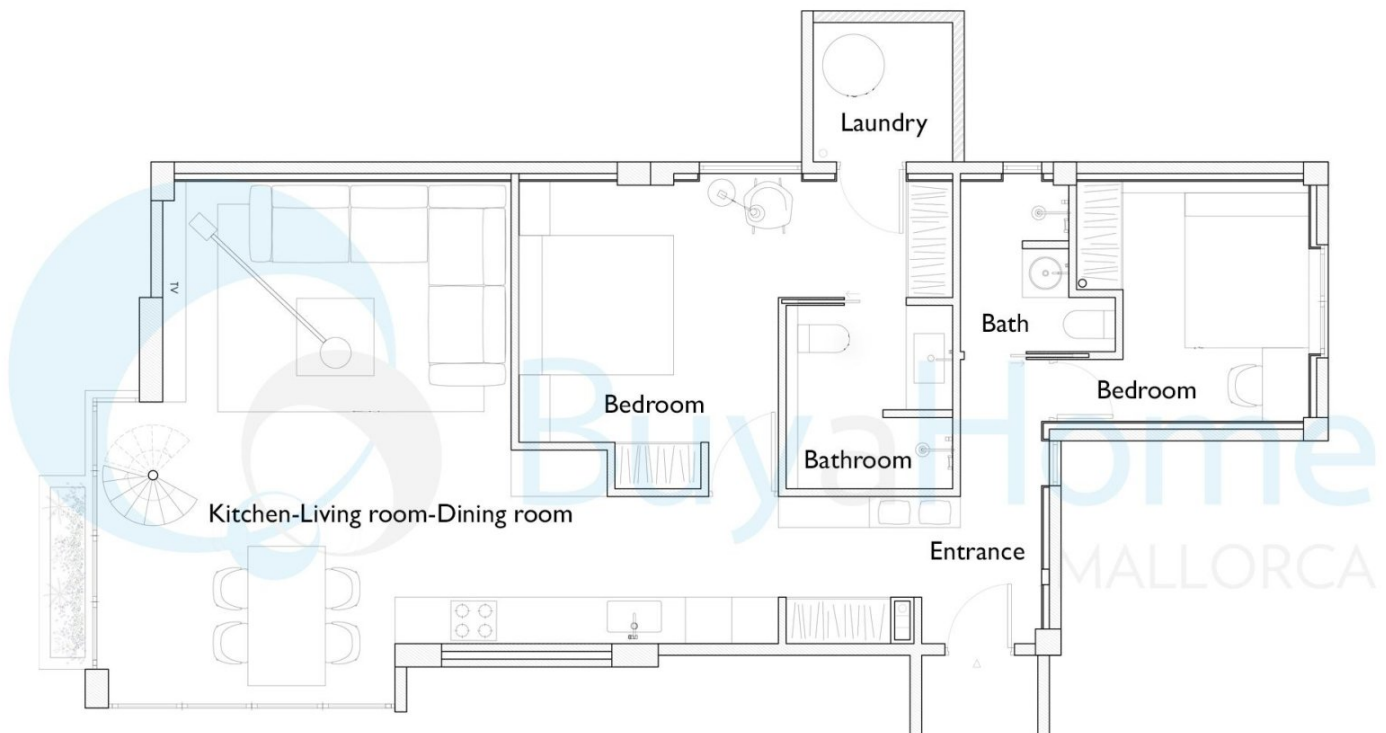 Laundry
TV
Bath
Bedroom
Bedroom
Bathroom
BuyaHome
MALLORCA
Kitchen-Living room-Dining room
Entrance